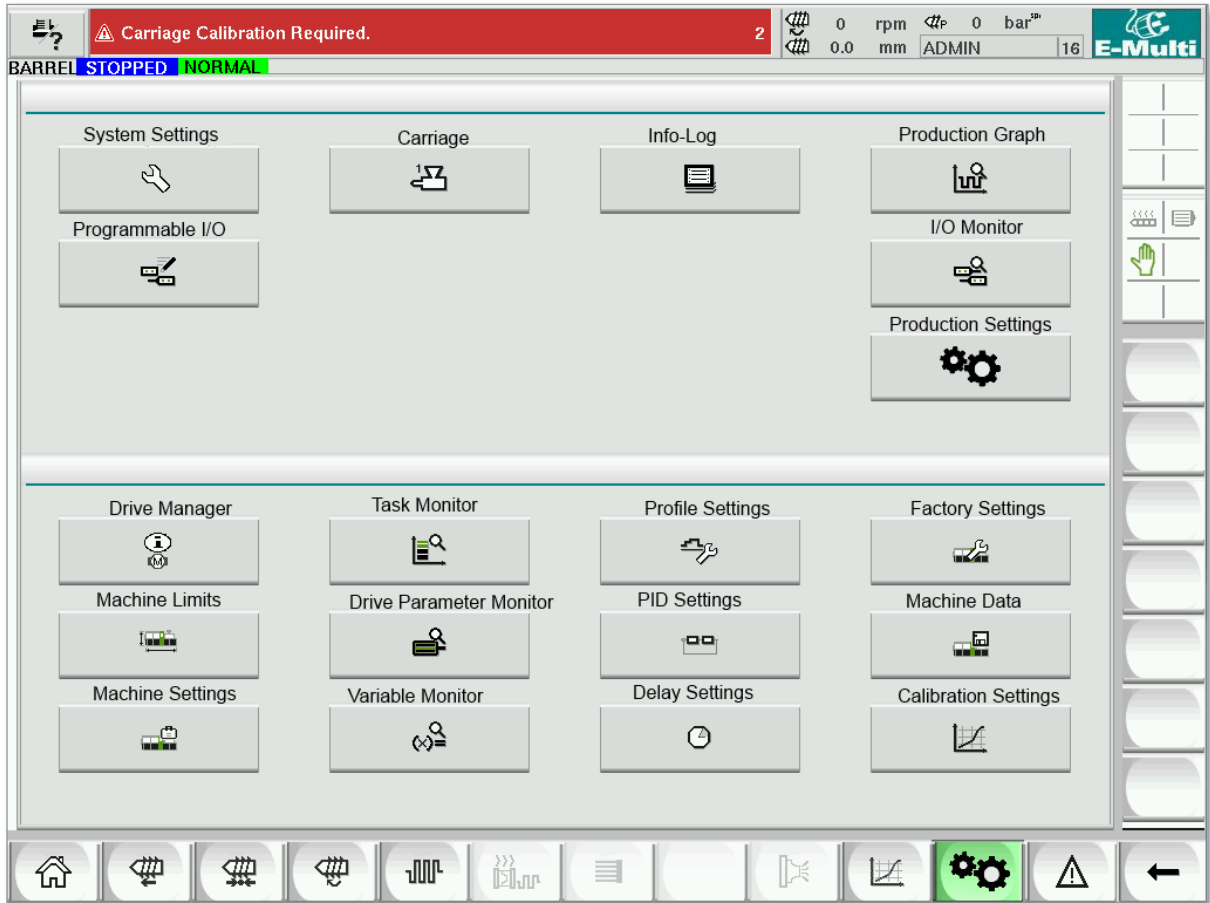 Carriage Calibration Required. 2
0 rpm P 0 bar
0.0 mm ADMIN 16
E-Multi
BARREL STOPPED NORMAL
System Settings Carriage Info-Log Production Graph
Programmable I/O I/O Monitor
Production Settings
Drive Manager Task Monitor Profile Settings Factory Settings
Machine Limits Drive Parameter Monitor PID Settings Machine Data
Machine Settings Variable Monitor Delay Settings Calibration Settings